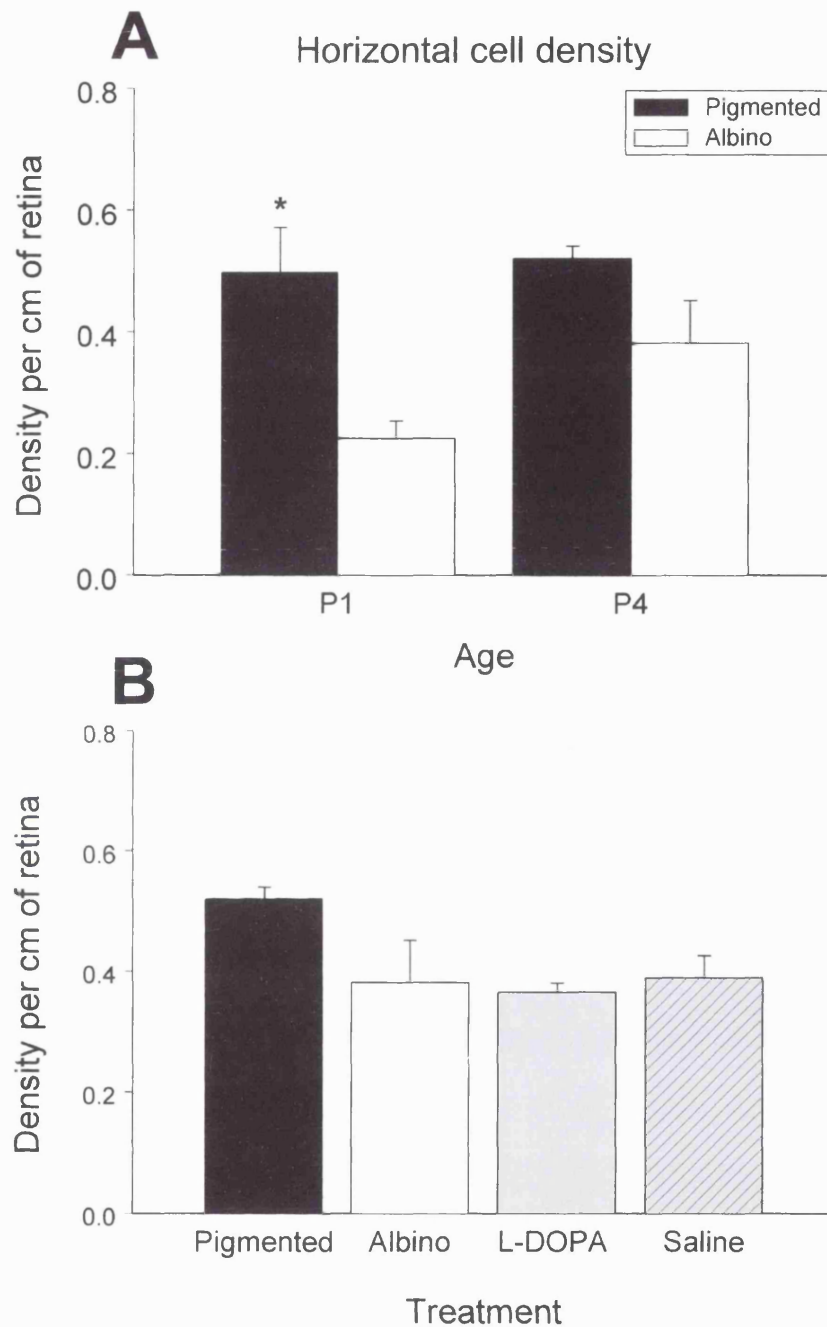 A
Horizontal cell density
Pigmented
Albino
Density per cm of retina
0.8
0.6
0.4
0.2
0.0
*
P1
P4
Age
B
Density per cm of retina
0.8
0.6
0.4
0.2
0.0
Pigmented
Albino
L-DOPA
Saline
Treatment